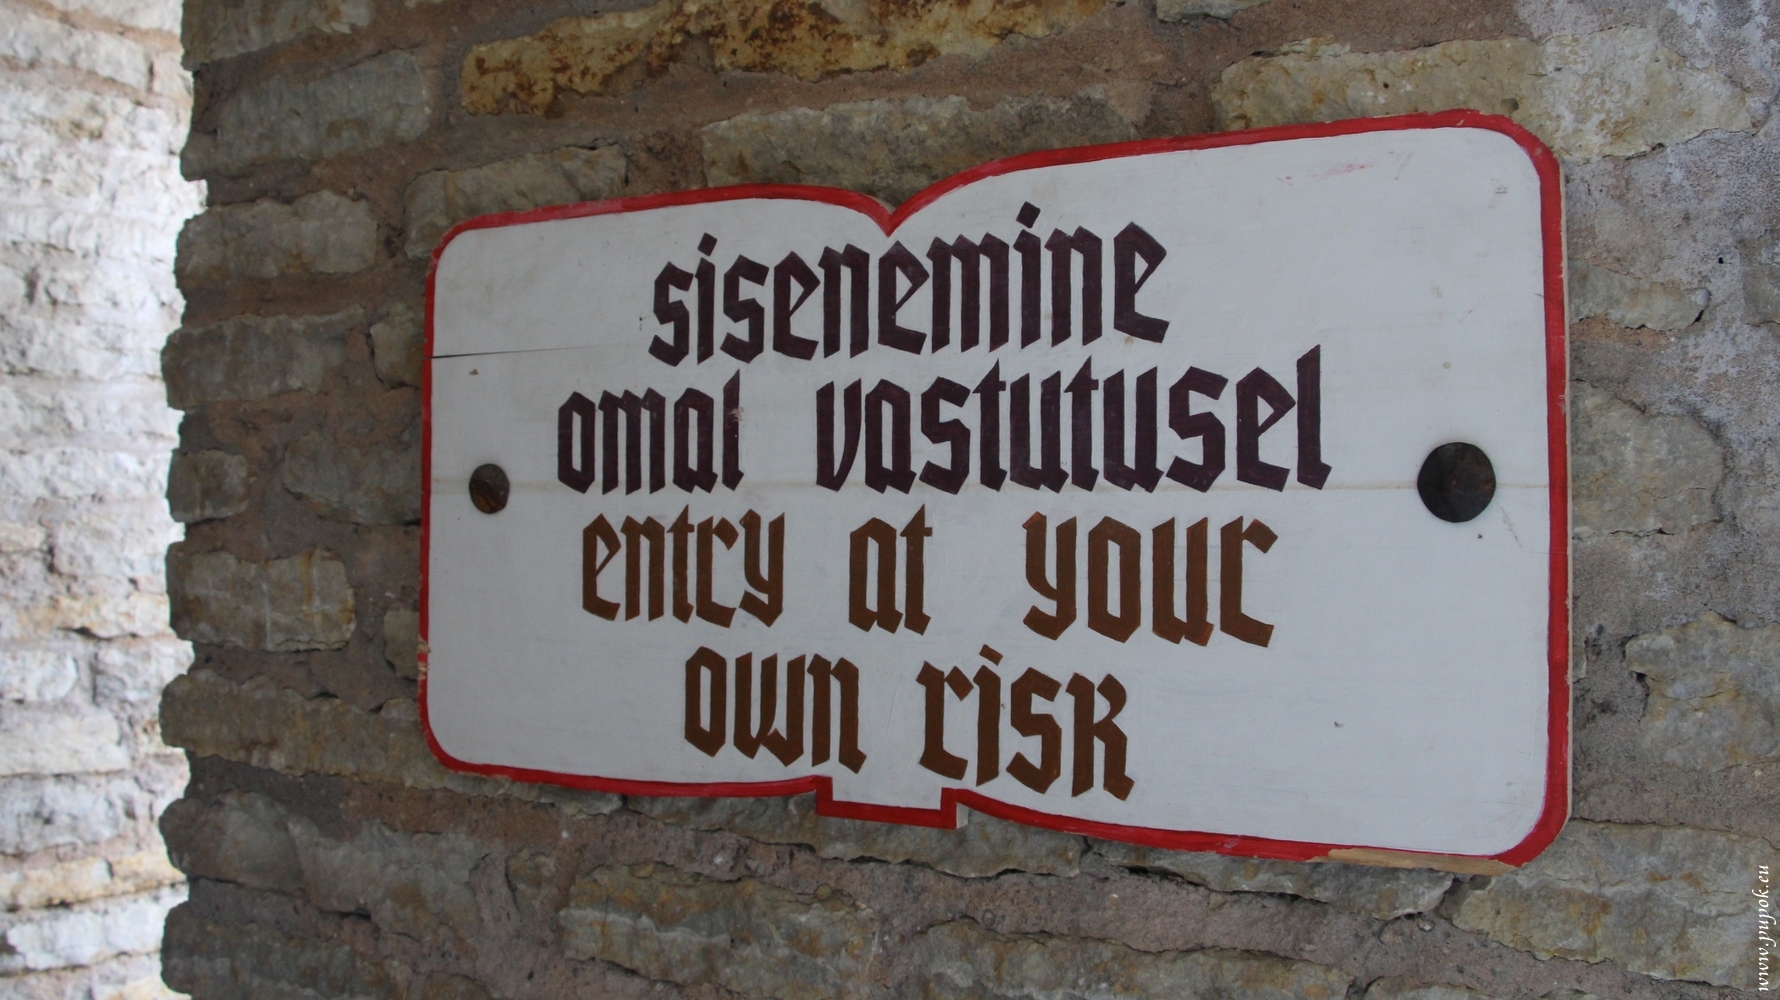 sisenemine
omal vastutusel
entry at your
own risk
www.pupok.eu